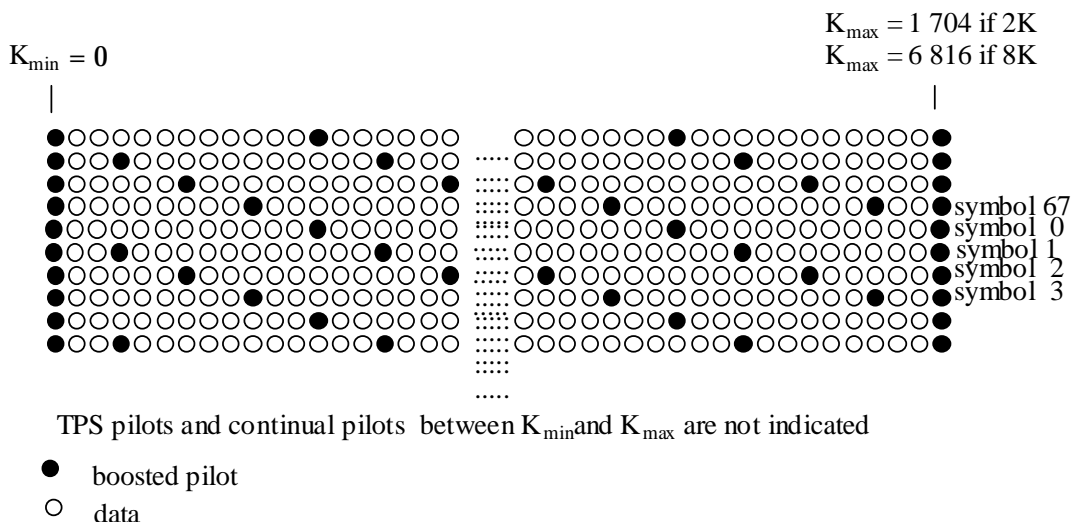 K_max = 1 704 if 2K
K_min = 0
K_max = 6 816 if 8K
symbol 67
symbol 0
symbol 1
symbol 2
symbol 3
TPS pilots and continual pilots between K_min and K_max are not indicated
boosted pilot
data